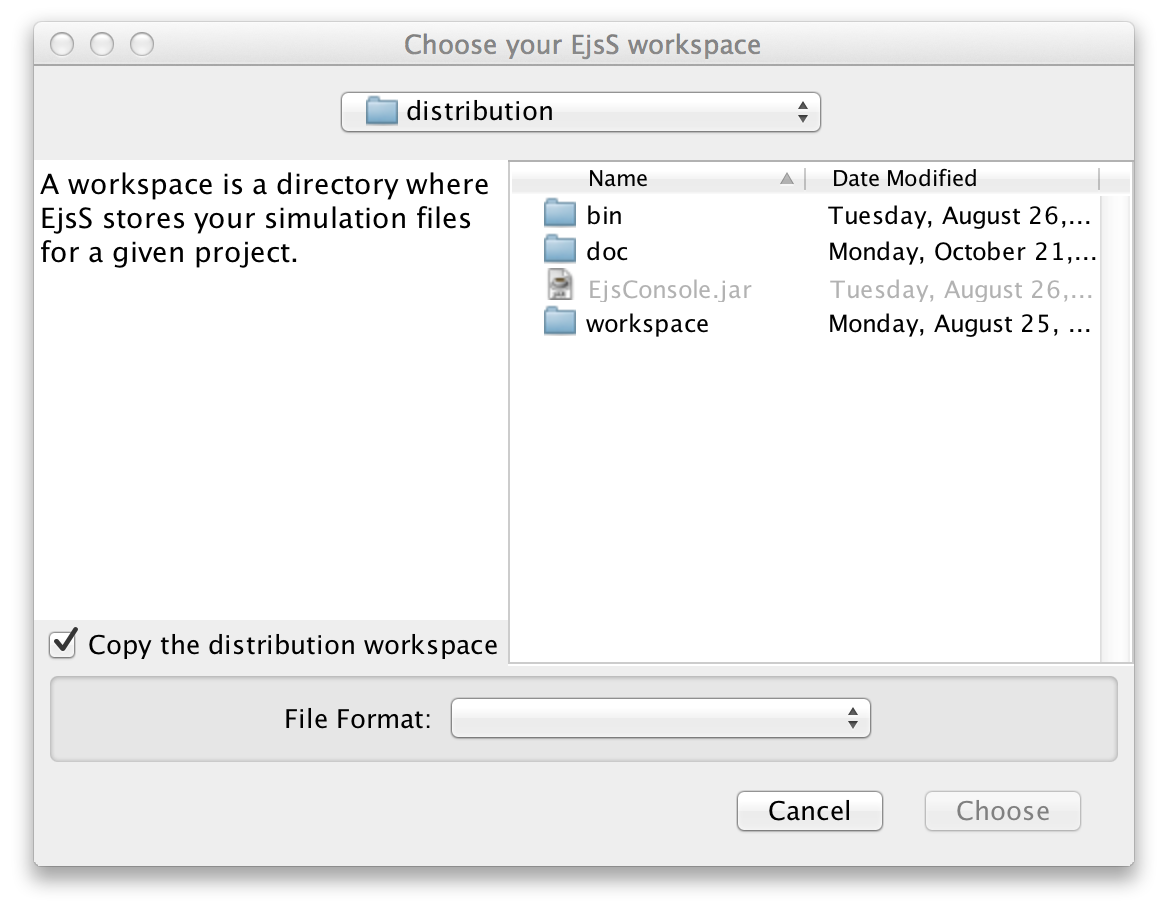 Choose your EjsS workspace
distribution
A workspace is a directory where
EjsS stores your simulation files
for a given project.
Name Date Modified
bin Tuesday, August 26,...
doc Monday, October 21,...
EjsConsole.jar Tuesday, August 26,...
workspace Monday, August 25, ...
Copy the distribution workspace
File Format:
Cancel Choose